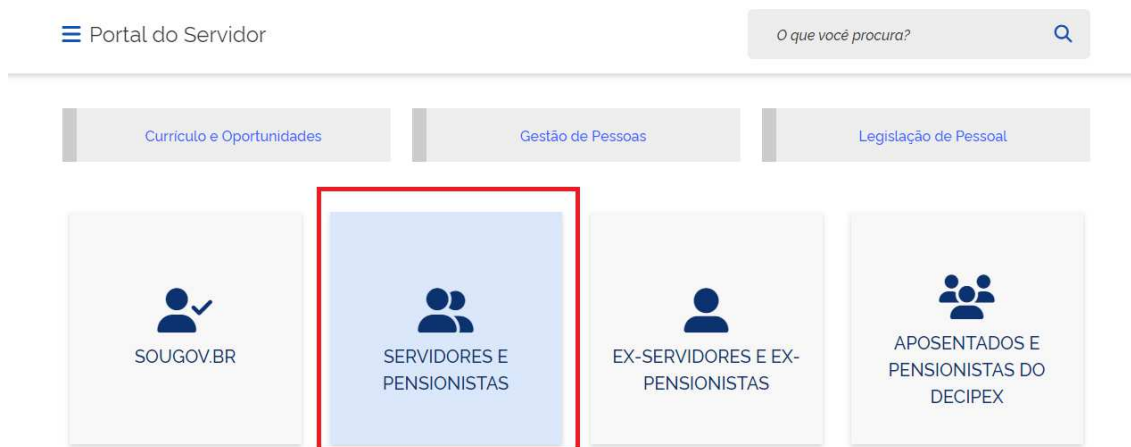 Portal do Servidor
O que você procura?
Currículo e Oportunidades
Gestão de Pessoas
Legislação de Pessoal
SOUGOV.BR
SERVIDORES E
PENSIONISTAS
EX-SERVIDORES E EX-
PENSIONISTAS
APOSENTADOS E
PENSIONISTAS DO
DECIPEX